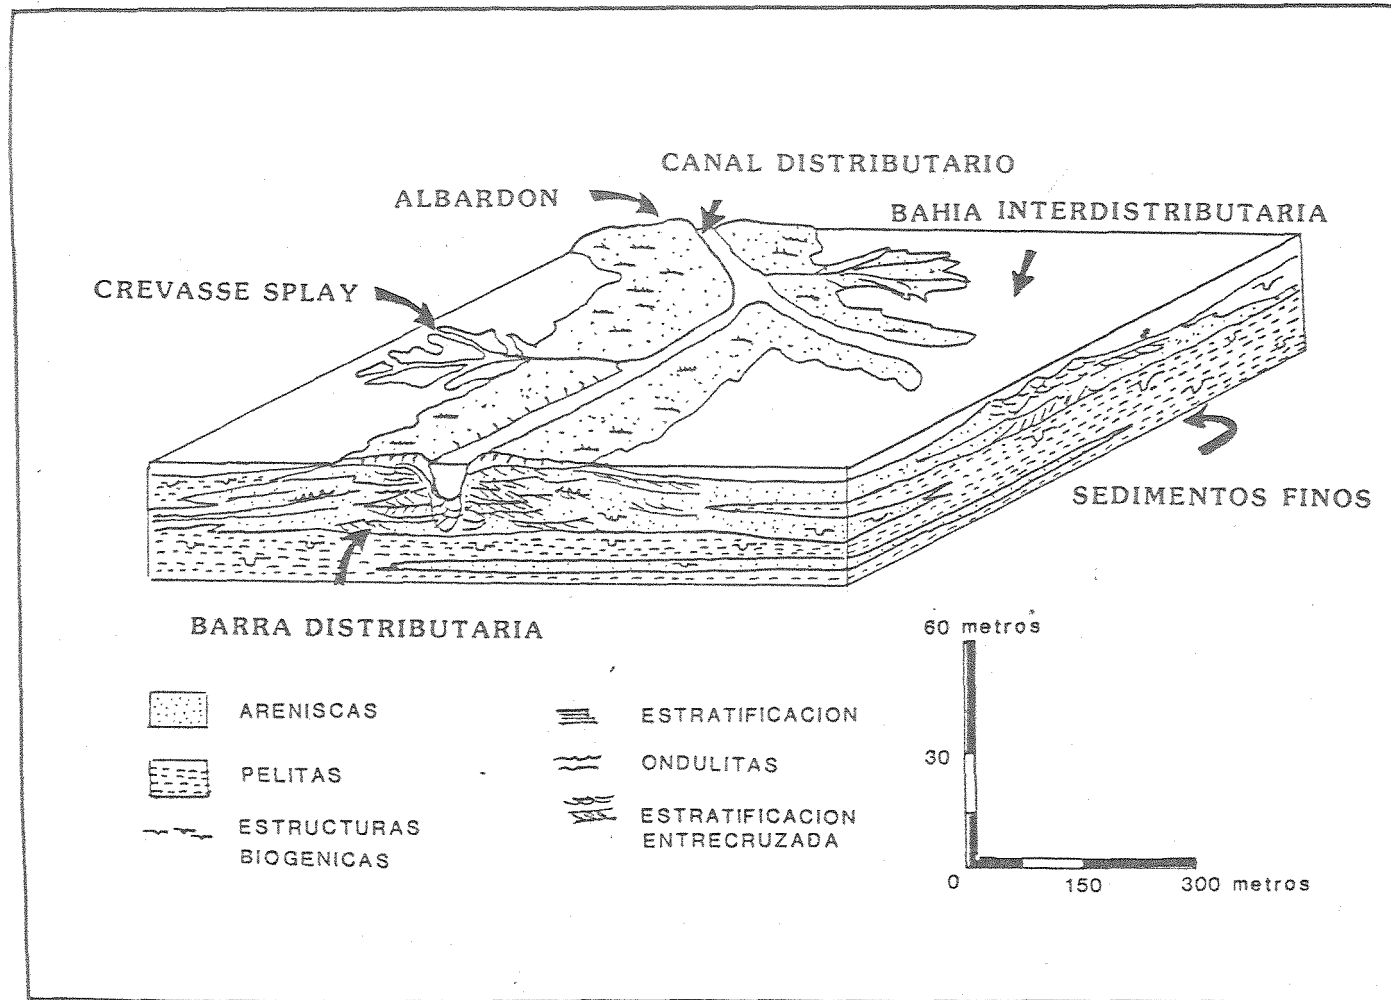 CANAL DISTRIBUTARIO
ALBARDON
BAHIA INTERDISTRIBUTARIA
CREVASSE SPLAY
SEDIMENTOS FINOS
BARRA DISTRIBUTARIA
60 metros
ARENISCAS
ESTRATIFICACION
30
ONDULITAS
PELITAS
ESTRUCTURAS
BIOGENICAS
ESTRATIFICACION
ENTRECRUZADA
0
150
300 metros